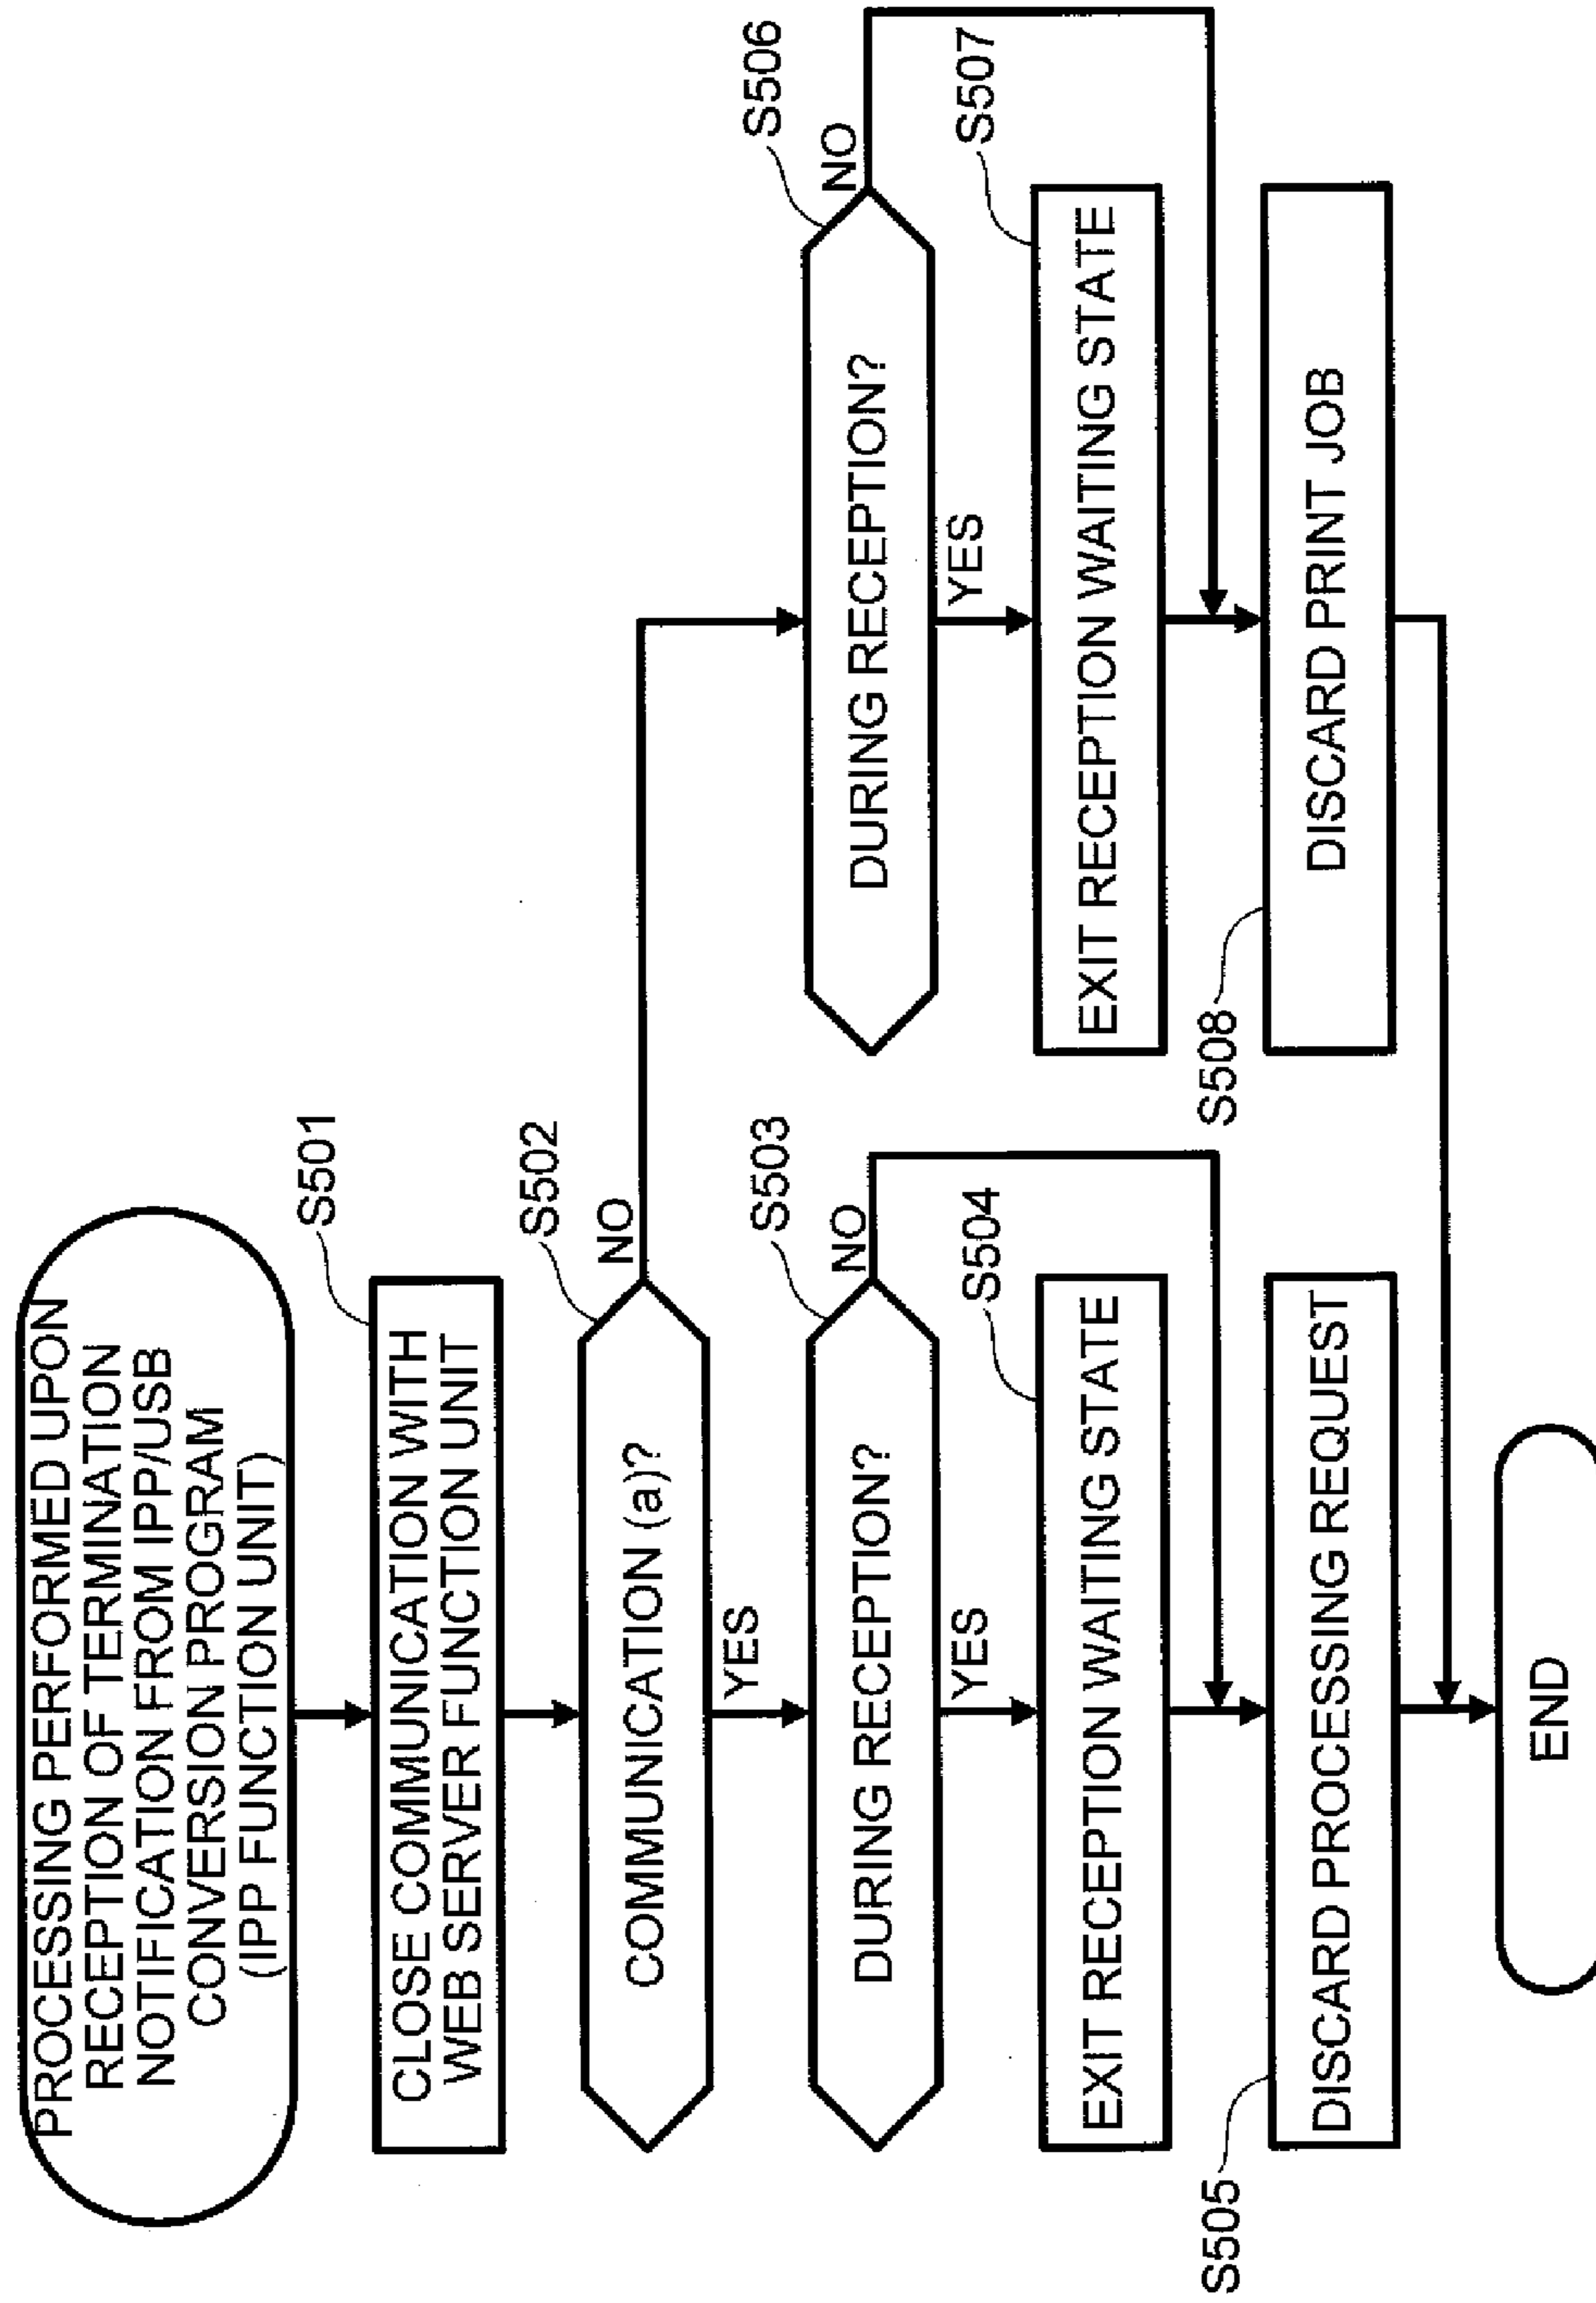 PROCESSING PERFORMED UPON
RECEPTION OF TERMINATION
NOTIFICATION FROM IPP/USB
CONVERSION PROGRAM
(IPP FUNCTION UNIT)
S501
CLOSE COMMUNICATION WITH
WEB SERVER FUNCTION UNIT
S502
COMMUNICATION (a)?
NO
YES
S503
DURING RECEPTION?
NO
YES
S504
EXIT RECEPTION WAITING STATE
S505
DISCARD PROCESSING REQUEST
S506
DURING RECEPTION?
NO
YES
S507
EXIT RECEPTION WAITING STATE
S508
DISCARD PRINT JOB
END